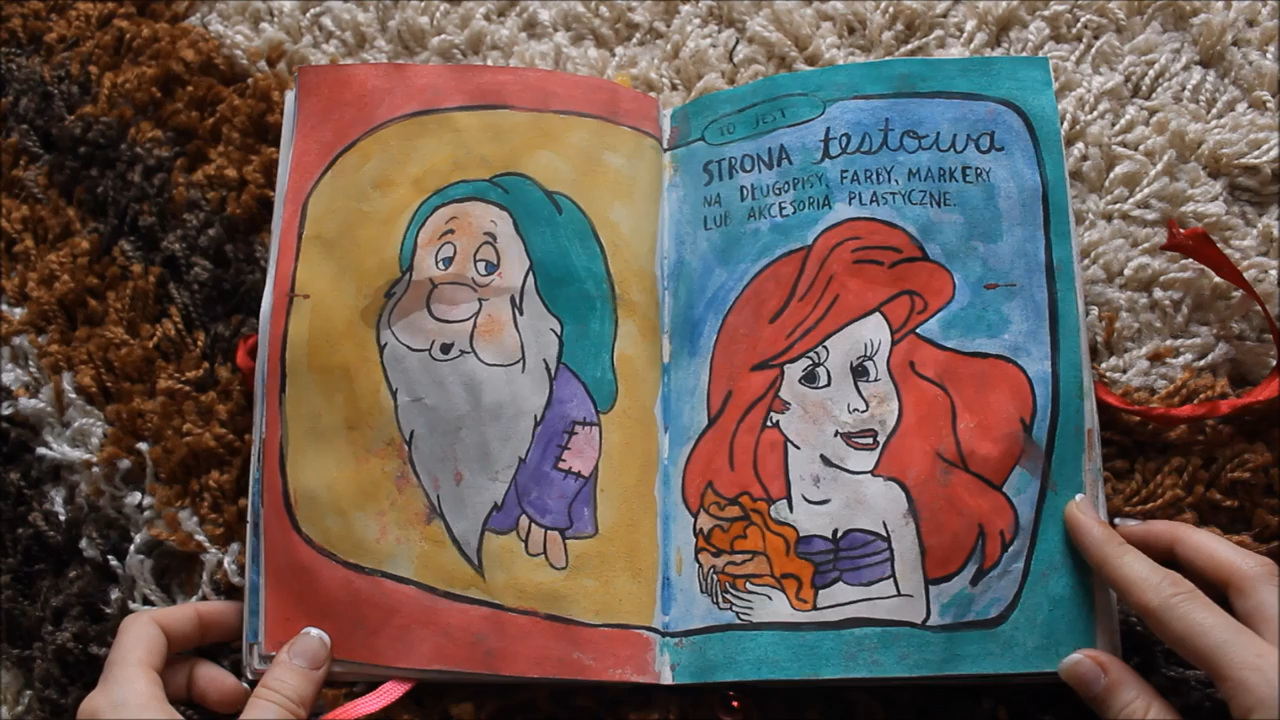 TO JEST
STRONA testowa
NA DŁUGOPISY, FARBY, MARKERY
LUB AKCESORIA PLASTYCZNE.